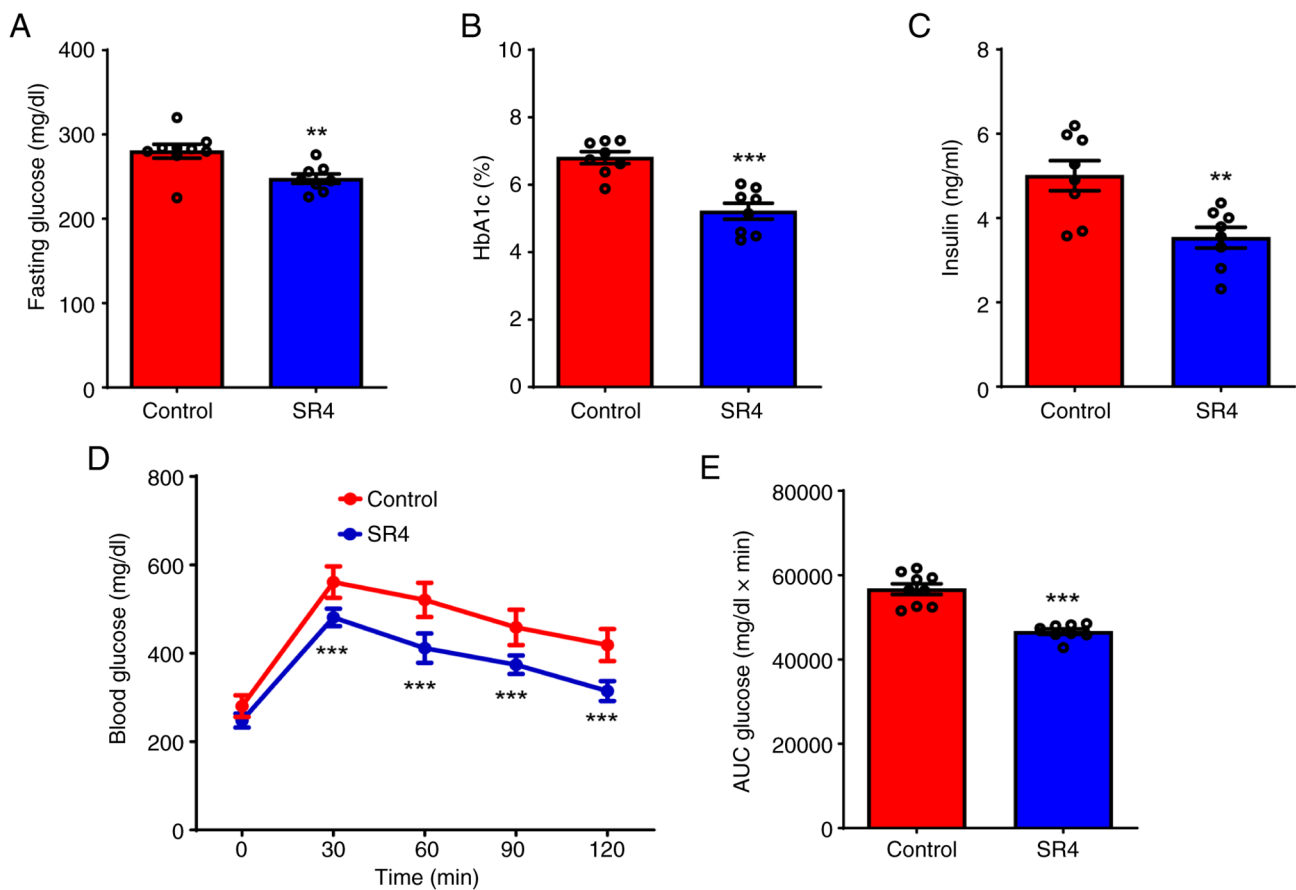 A
Fasting glucose (mg/dl)
400
300
200
100
0
**
Control
SR4
B
HbA1c (%)
10
8
6
4
2
0
***
Control
SR4
C
Insulin (ng/ml)
8
6
4
2
0
**
Control
SR4
D
Blood glucose (mg/dl)
800
600
400
200
0
Control
SR4
***
***
***
***
0 30 60 90 120
Time (min)
E
AUC glucose (mg/dl × min)
80000
60000
40000
20000
0
***
Control
SR4